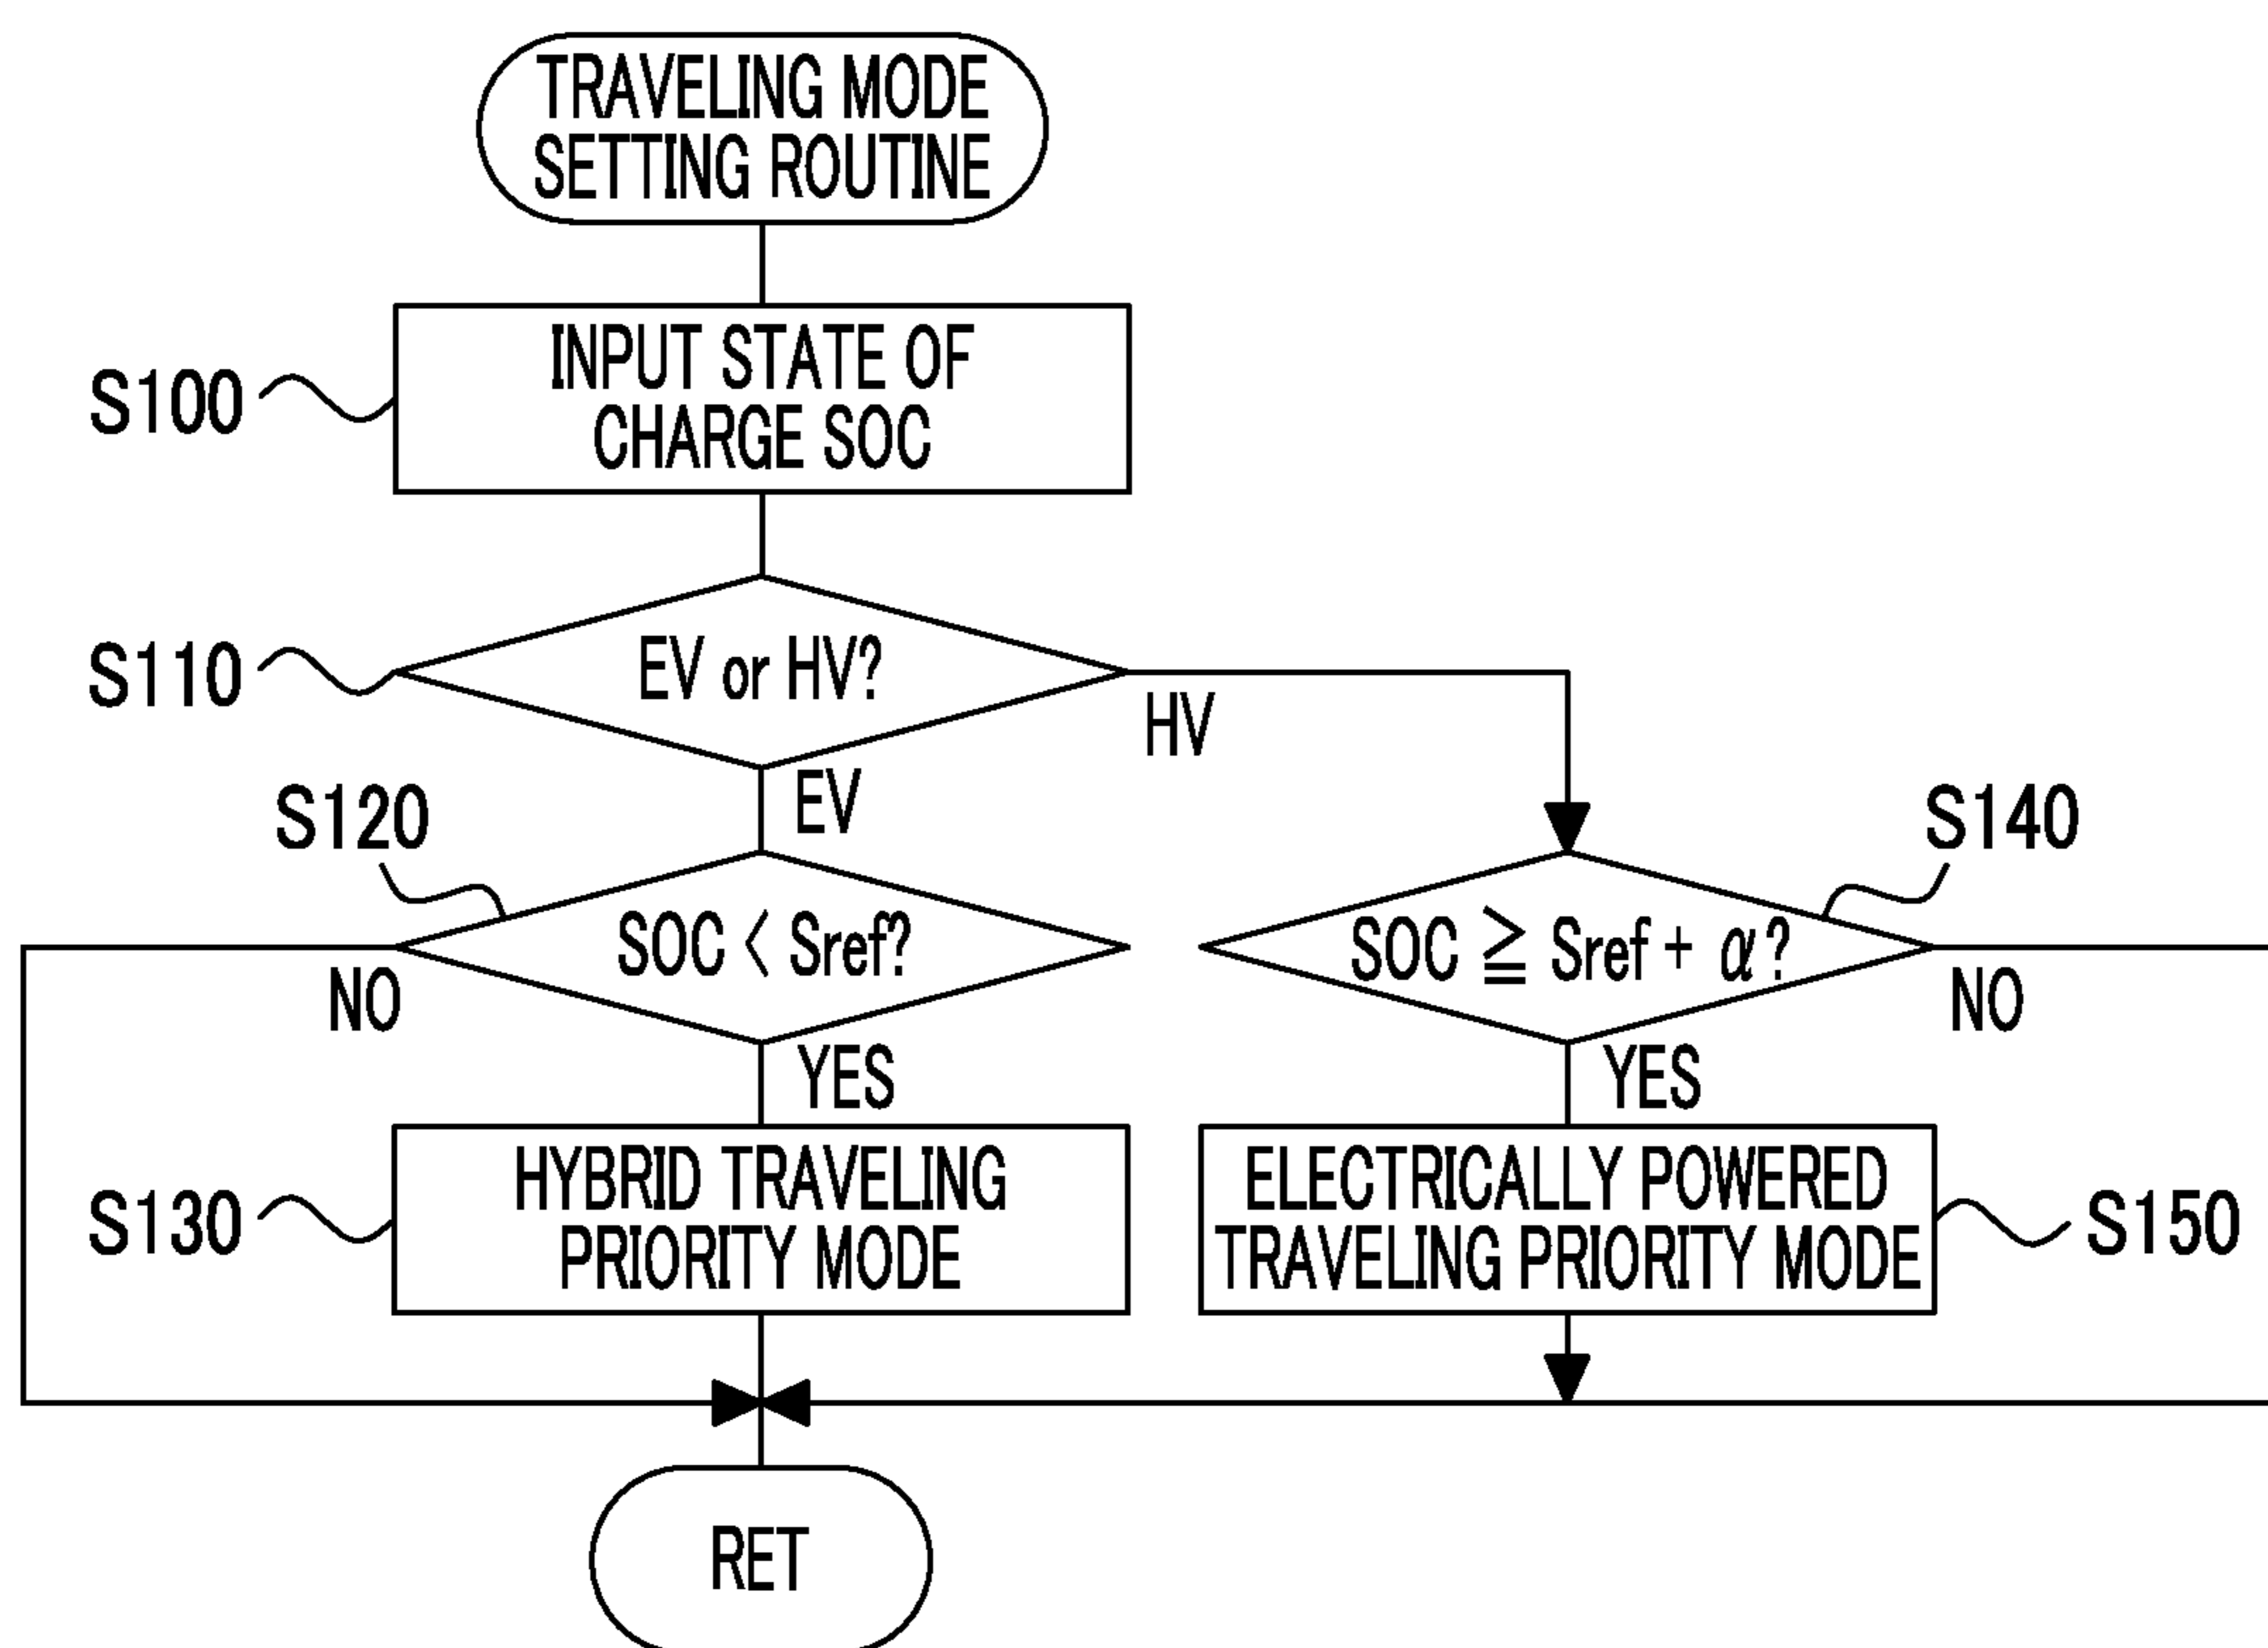 TRAVELING MODE
SETTING ROUTINE
S100
INPUT STATE OF
CHARGE SOC
S110
EV or HV?
HV
EV
S120
S140
SOC < Sref?
SOC ≧ Sref + α?
NO
NO
YES
YES
S130
HYBRID TRAVELING
PRIORITY MODE
ELECTRICALLY POWERED
TRAVELING PRIORITY MODE
S150
RET